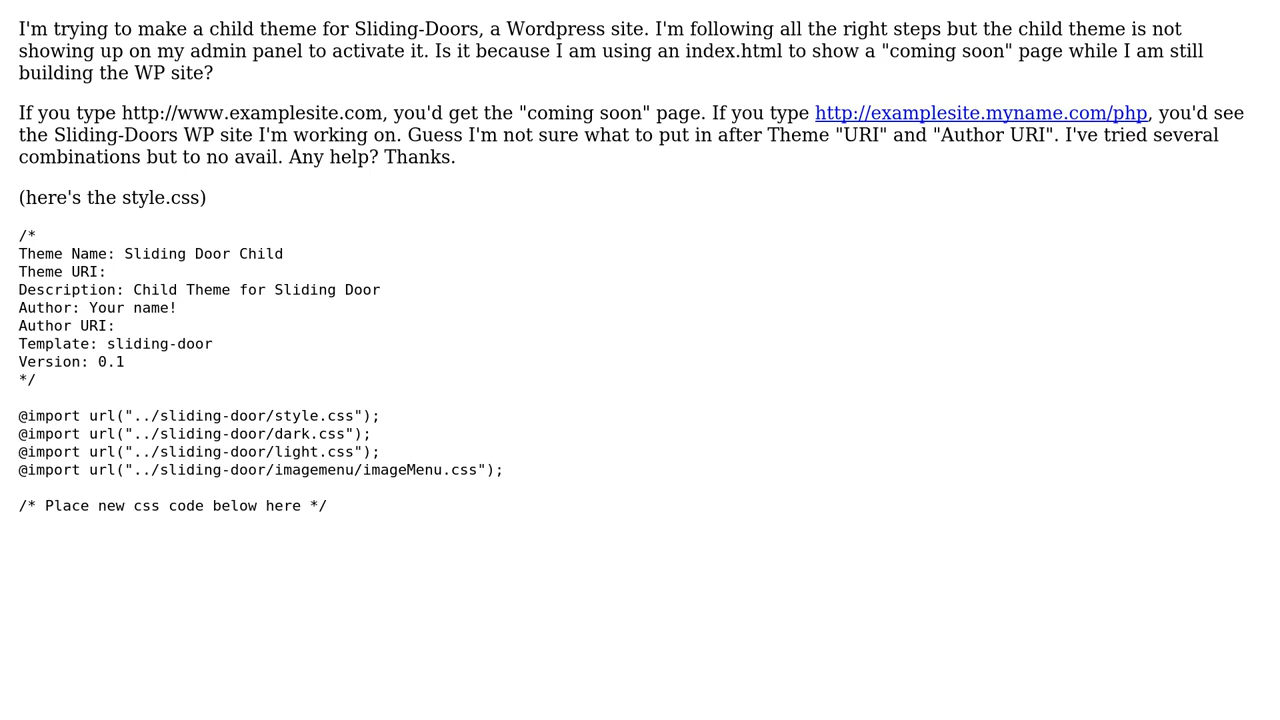 I'm trying to make a child theme for Sliding-Doors, a Wordpress site. I'm following all the right steps but the child theme is not
showing up on my admin panel to activate it. Is it because I am using an index.html to show a "coming soon" page while I am still
building the WP site?
If you type http://www.examplesite.com, you'd get the "coming soon" page. If you type http://examplesite.myname.com/php, you'd see
the Sliding-Doors WP site I'm working on. Guess I'm not sure what to put in after Theme "URI" and "Author URI". I've tried several
combinations but to no avail. Any help? Thanks.
(here's the style.css)
/*
Theme Name: Sliding Door Child
Theme URI:
Description: Child Theme for Sliding Door
Author: Your name!
Author URI:
Template: sliding-door
Version: 0.1
*/
@import url("../sliding-door/style.css");
@import url("../sliding-door/dark.css");
@import url("../sliding-door/light.css");
@import url("../sliding-door/imagemenu/imageMenu.css");
/* Place new css code below here */